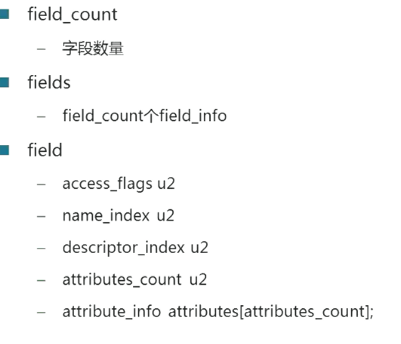 field_count
– 字段数量
fields
– field_count个field_info
field
– access_flags u2
– name_index u2
– descriptor_index u2
– attributes_count u2
– attribute_info attributes[attributes_count];